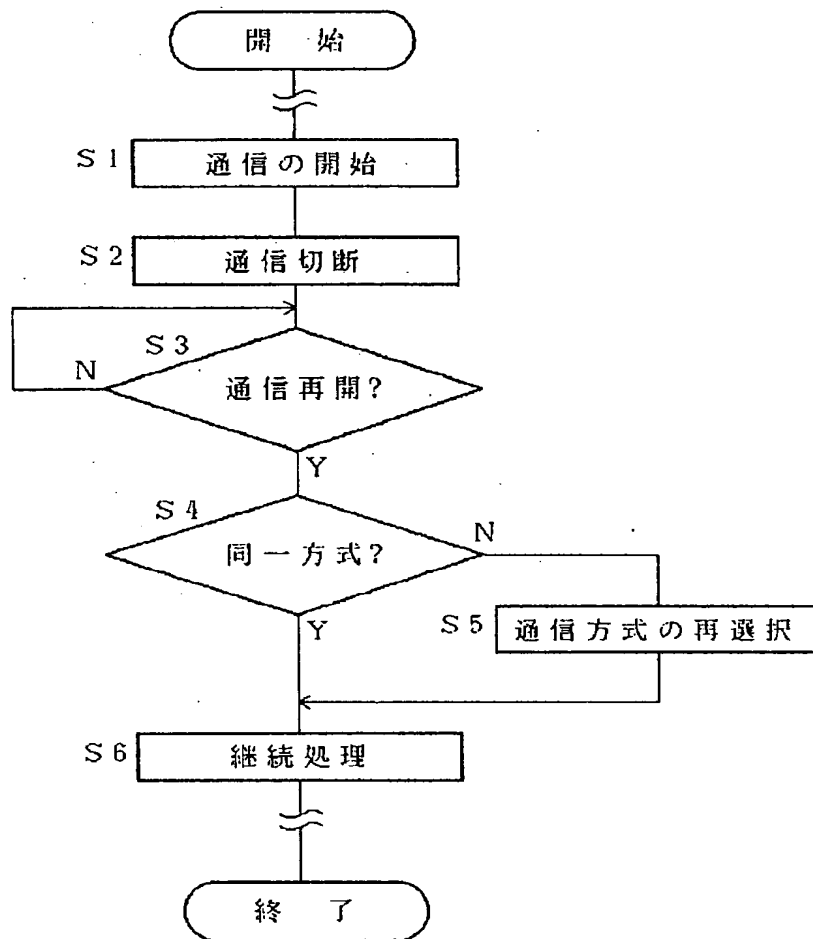 開 始
S1 通信の開始
S2 通信切断
S3
N 通信再開?
Y
S4
同一方式? N
Y
S5 通信方式の再選択
S6 継続処理
終 了